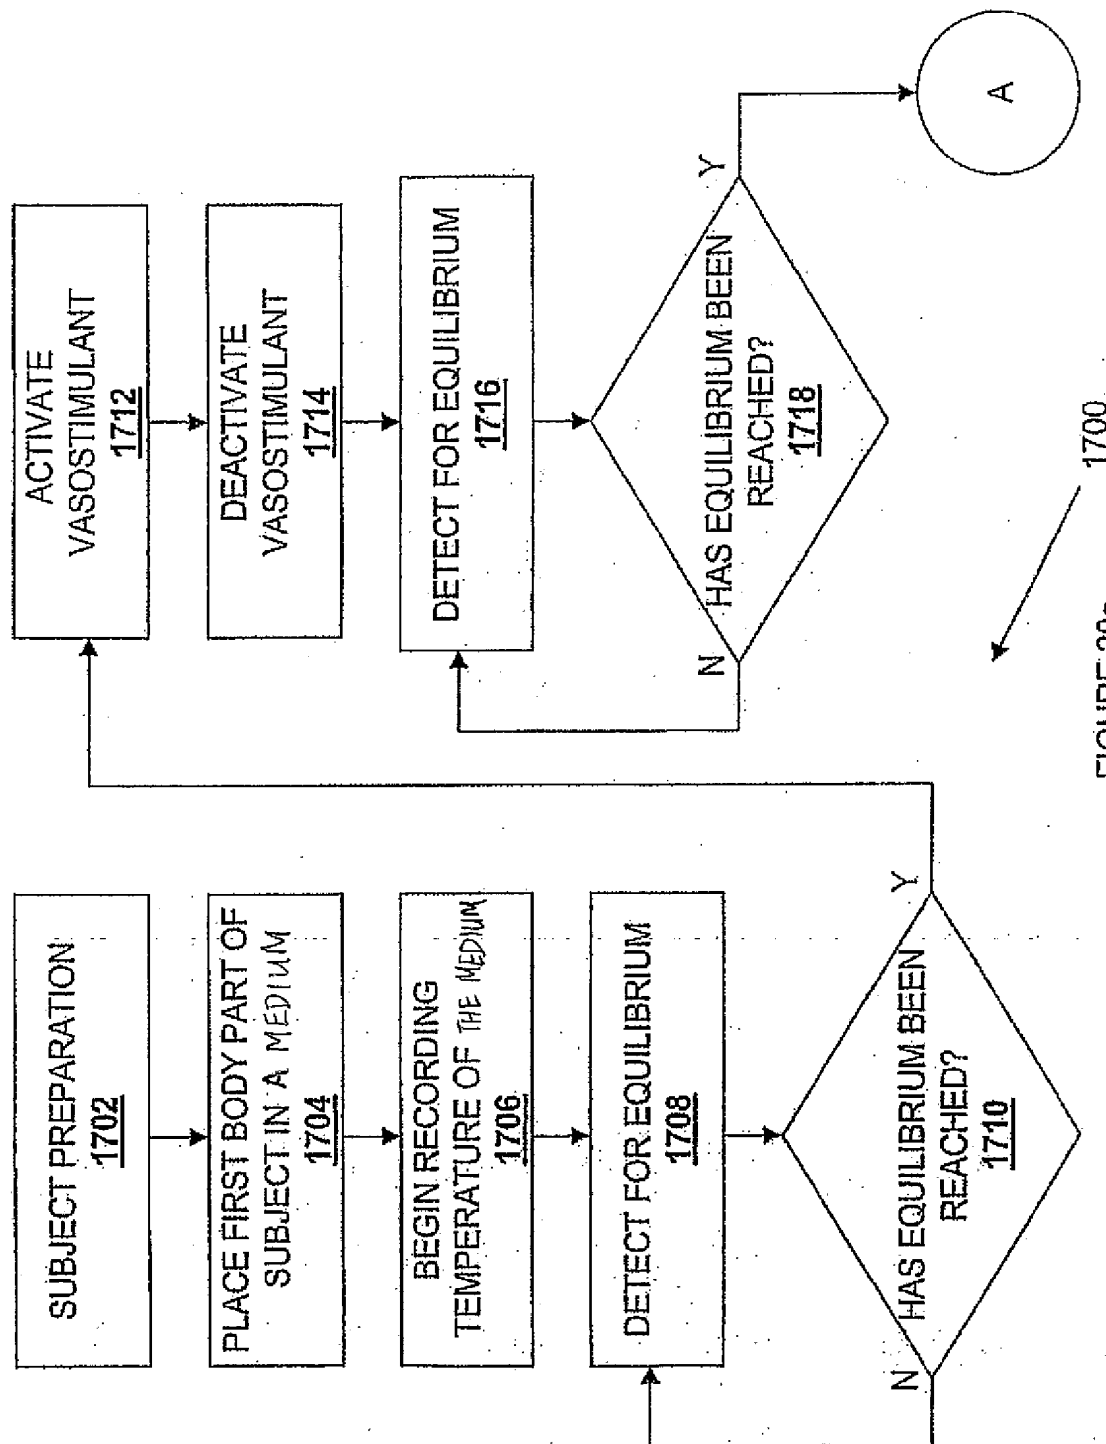 SUBJECT PREPARATION
1702
PLACE FIRST BODY PART OF
SUBJECT IN A MEDIUM
1704
BEGIN RECORDING
TEMPERATURE OF THE MEDIUM
1706
DETECT FOR EQUILIBRIUM
1708
HAS EQUILIBRIUM BEEN
REACHED?
1710
N
Y
ACTIVATE
VASOSTIMULANT
1712
DEACTIVATE
VASOSTIMULANT
1714
DETECT FOR EQUILIBRIUM
1716
HAS EQUILIBRIUM BEEN
REACHED?
1718
N
Y
A
1700
FIGURE